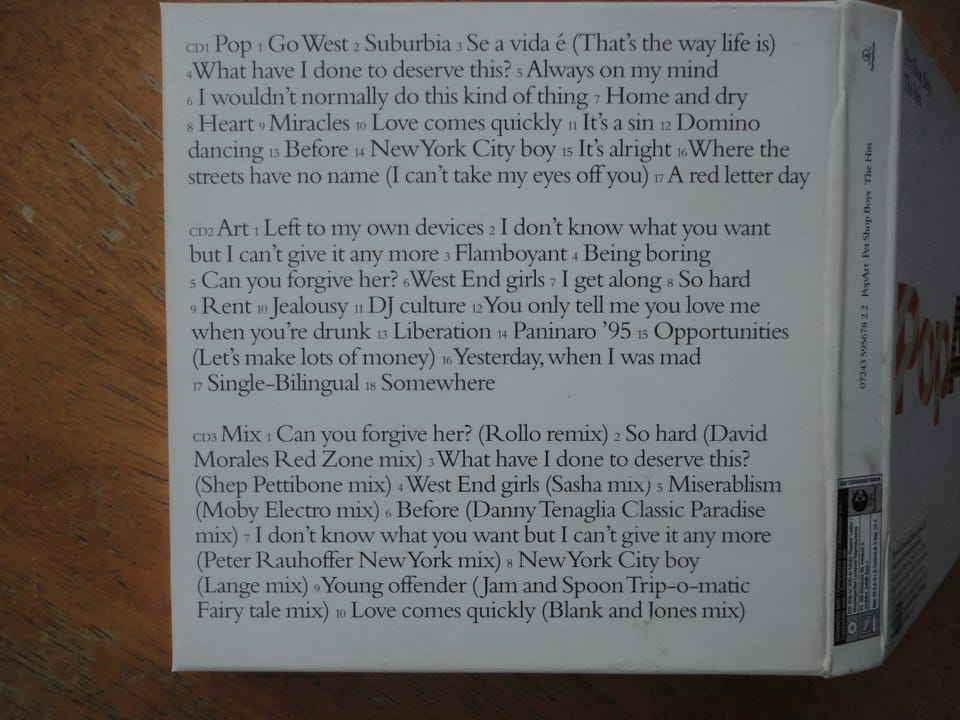 CD1 Pop 1 Go West 2 Suburbia 3 Se a vida é (That's the way life is)
4 What have I done to deserve this? 5 Always on my mind
6 I wouldn't normally do this kind of thing 7 Home and dry
8 Heart 9 Miracles 10 Love comes quickly 11 It's a sin 12 Domino
dancing 13 Before 14 New York City boy 15 It's alright 16 Where the
streets have no name (I can't take my eyes off you) 17 A red letter day
CD2 Art 1 Left to my own devices 2 I don't know what you want
but I can't give it any more 3 Flamboyant 4 Being boring
5 Can you forgive her? 6 West End girls 7 I get along 8 So hard
9 Rent 10 Jealousy 11 DJ culture 12 You only tell me you love me
when you're drunk 13 Liberation 14 Paninaro '95 15 Opportunities
(Let's make lots of money) 16 Yesterday, when I was mad
17 Single-Bilingual 18 Somewhere
CD3 Mix 1 Can you forgive her? (Rollo remix) 2 So hard (David
Morales Red Zone mix) 3 What have I done to deserve this?
(Shep Pettibone mix) 4 West End girls (Sasha mix) 5 Miserablism
(Moby Electro mix) 6 Before (Danny Tenaglia Classic Paradise
mix) 7 I don't know what you want but I can't give it any more
(Peter Rauhoffer New York mix) 8 New York City boy
(Lange mix) 9 Young offender (Jam and Spoon Trip-o-matic
Fairy tale mix) 10 Love comes quickly (Blank and Jones mix)
07243 595678 2 2 PopArt Pet Shop Boys The Hits
Pet Shop Boys
The Hits
Pop